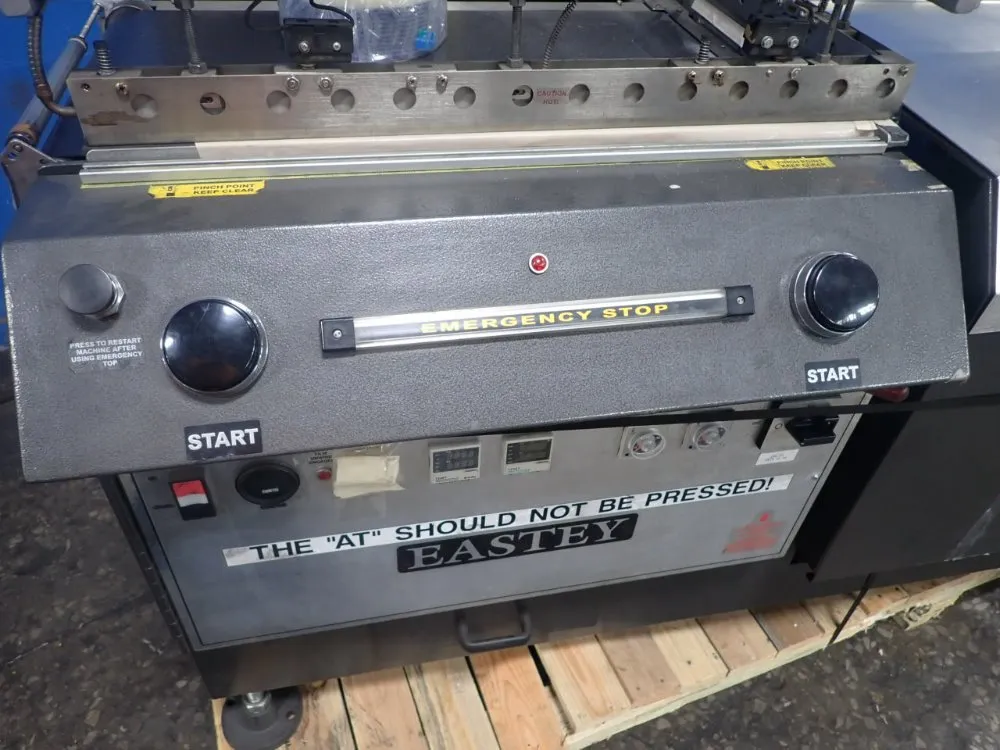 CAUTION
HOT!
PINCH POINT
KEEP CLEAR
PINCH POINT
KEEP CLEAR
EMERGENCY STOP
PRESS TO RESTART
MACHINE AFTER
USING EMERGENCY
TOP
START
START
THE "AT" SHOULD NOT BE PRESSED!
EASTEY